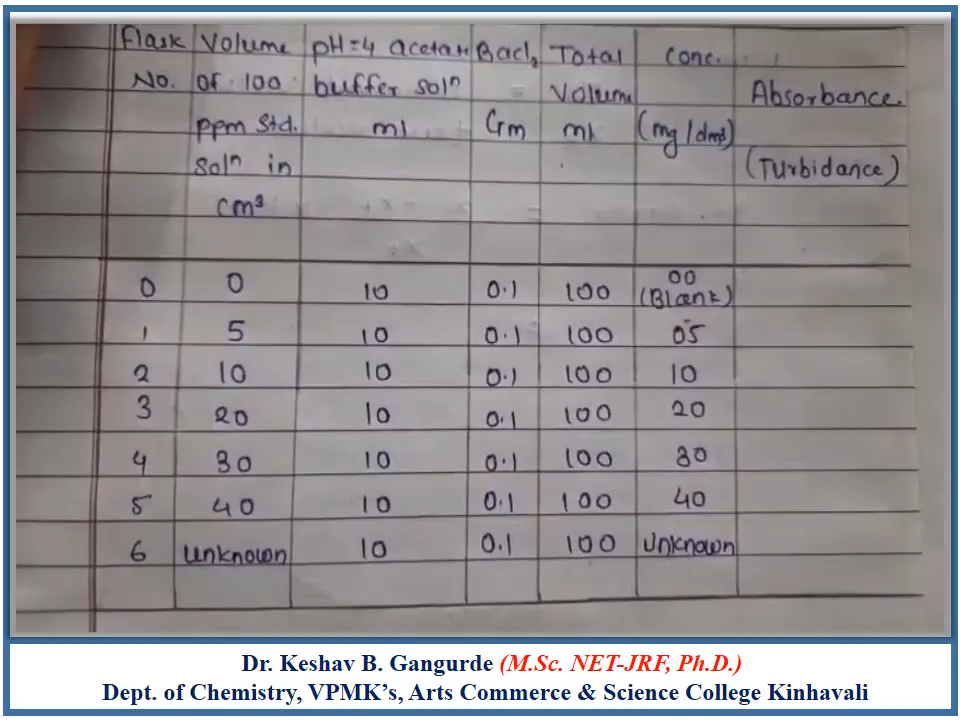 Flask Volume pH=4 acetate BaCl2 Total conc.
No. of 100 buffer soln Volume Absorbance.
ppm Std. ml Gm ml (mg/dm3)
soln in (Turbidance)
cm³
0 0 10 0.1 100 00
(Blank)
1 5 10 0.1 100 05
2 10 10 0.1 100 10
3 20 10 0.1 100 20
4 30 10 0.1 100 30
5 40 10 0.1 100 40
6 unknown 10 0.1 100 Unknown
Dr. Keshav B. Gangurde (M.Sc. NET-JRF, Ph.D.)
Dept. of Chemistry, VPMK's, Arts Commerce & Science College Kinhavali